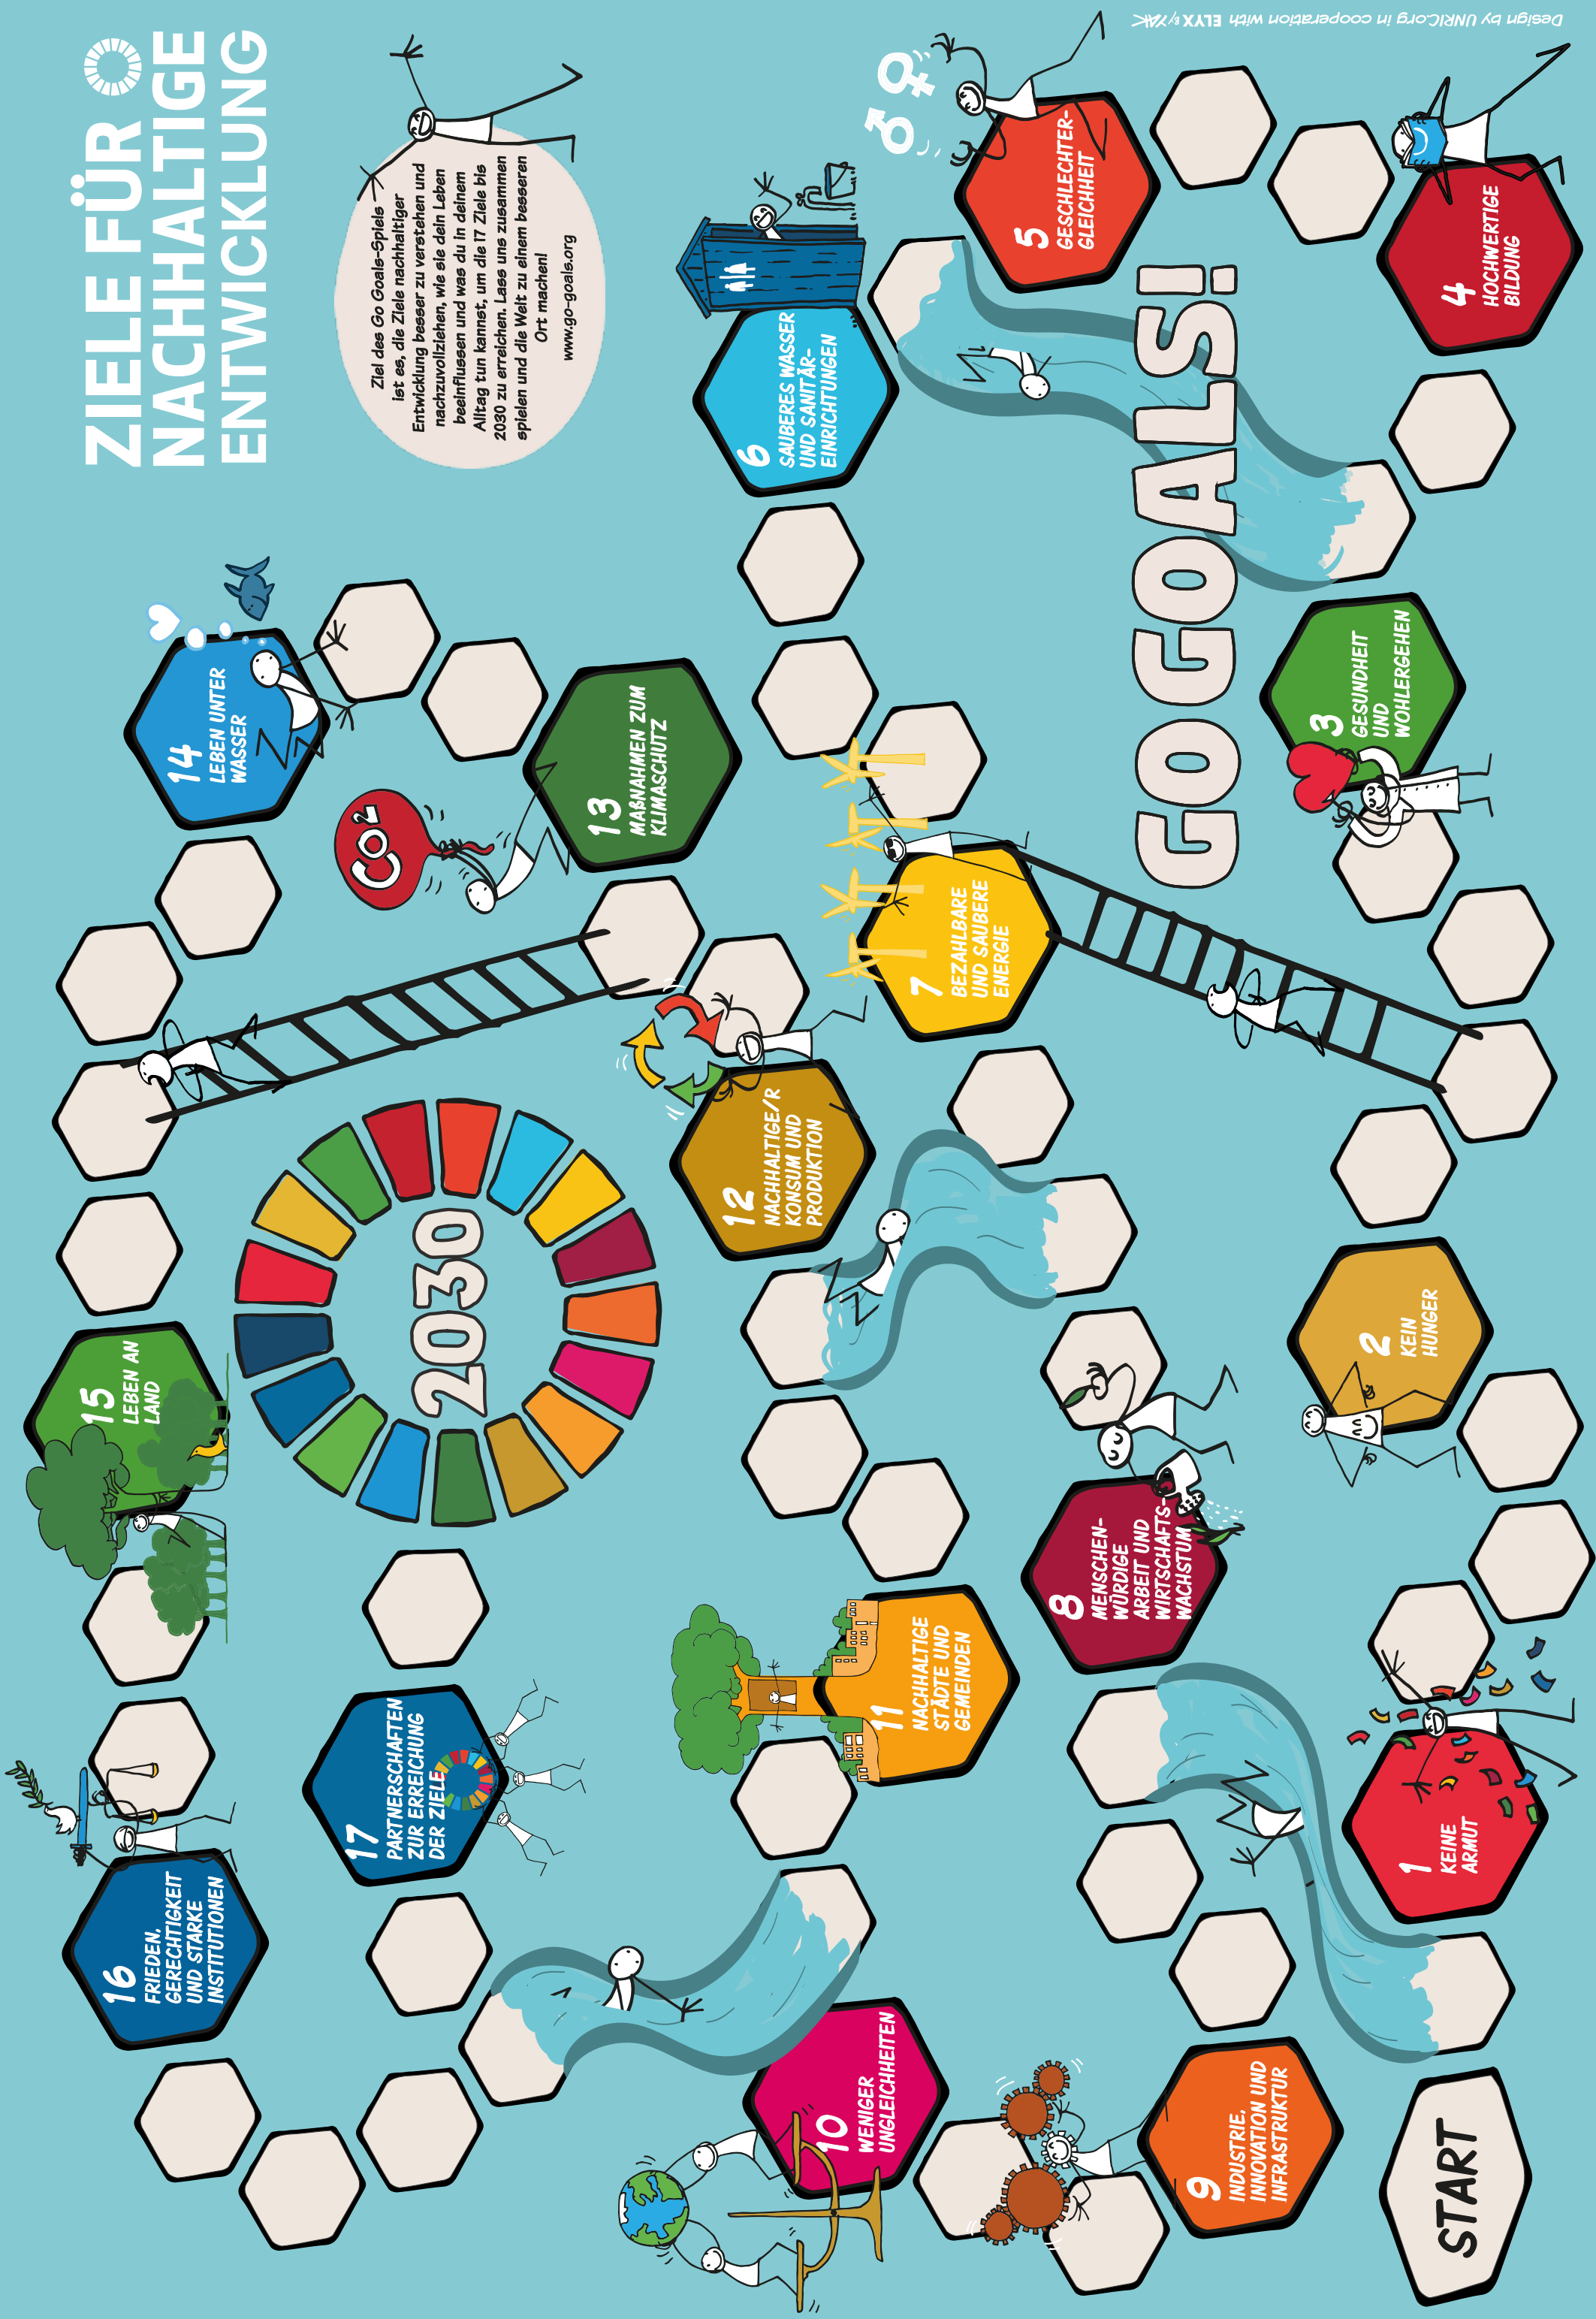 ZIELE FÜR
NACHHALTIGE
ENTWICKLUNG
Ziel des Go Goals-Spiels
ist es, die Ziele nachhaltiger
Entwicklung besser zu verstehen und
nachzuvollziehen, wie sie dein Leben
beeinflussen und was du in deinem
Alltag tun kannst, um die 17 Ziele bis
2030 zu erreichen. Lass uns zusammen
spielen und die Welt zu einem besseren
Ort machen!
www.go-goals.org
GO GOALS!
START
1
KEINE
ARMUT
2
KEIN
HUNGER
3
GESUNDHEIT
UND
WOHLERGEHEN
4
HOCHWERTIGE
BILDUNG
5
GESCHLECHTER-
GLEICHHEIT
6
SAUBERES WASSER
UND SANITÄR-
EINRICHTUNGEN
7
BEZAHLBARE
UND SAUBERE
ENERGIE
8
MENSCHEN-
WÜRDIGE
ARBEIT UND
WIRTSCHAFTS-
WACHSTUM
9
INDUSTRIE,
INNOVATION UND
INFRASTRUKTUR
10
WENIGER
UNGLEICHHEITEN
11
NACHHALTIGE
STÄDTE UND
GEMEINDEN
12
NACHHALTIGE/R
KONSUM UND
PRODUKTION
13
MAßNAHMEN ZUM
KLIMASCHUTZ
CO²
14
LEBEN UNTER
WASSER
15
LEBEN AN
LAND
16
FRIEDEN,
GERECHTIGKEIT
UND STARKE
INSTITUTIONEN
17
PARTNERSCHAFTEN
ZUR ERREICHUNG
DER ZIELE
2030
Design by UNRIC.org in cooperation with ELYX by YAK